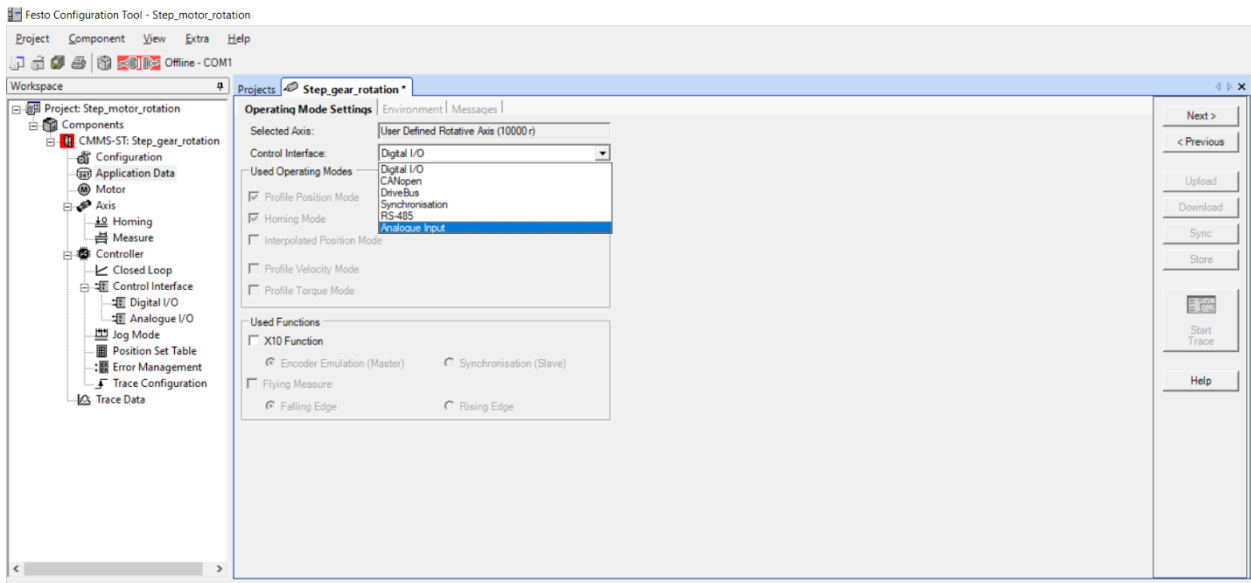 Festo Configuration Tool - Step_motor_rotation
Project Component View Extra Help
Offline - COM1
Workspace
Project: Step_motor_rotation
Components
CMMS-ST: Step_gear_rotation
Configuration
Application Data
Motor
Axis
Homing
Measure
Controller
Closed Loop
Control Interface
Digital I/O
Analogue I/O
Jog Mode
Position Set Table
Error Management
Trace Configuration
Trace Data
Projects Step_gear_rotation *
Operating Mode Settings Environment Messages
Selected Axis: User Defined Rotative Axis (10000 r)
Control Interface: Digital I/O
Digital I/O
CANopen
DriveBus
Synchronisation
RS-485
Analogue Input
Used Operating Modes
Profile Position Mode
Homing Mode
Interpolated Position Mode
Profile Velocity Mode
Profile Torque Mode
Used Functions
X10 Function
Encoder Emulation (Master) Synchronisation (Slave)
Flying Measure
Falling Edge Rising Edge
Next >
< Previous
Upload
Download
Sync
Store
Start
Trace
Help